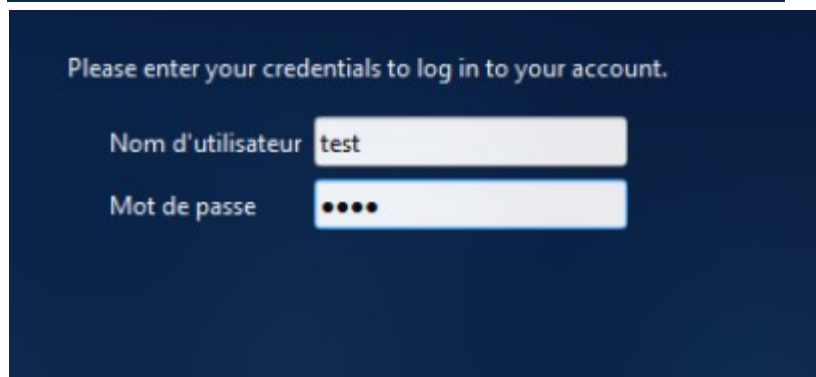 Please enter your credentials to log in to your account.
Nom d'utilisateur test
Mot de passe ••••